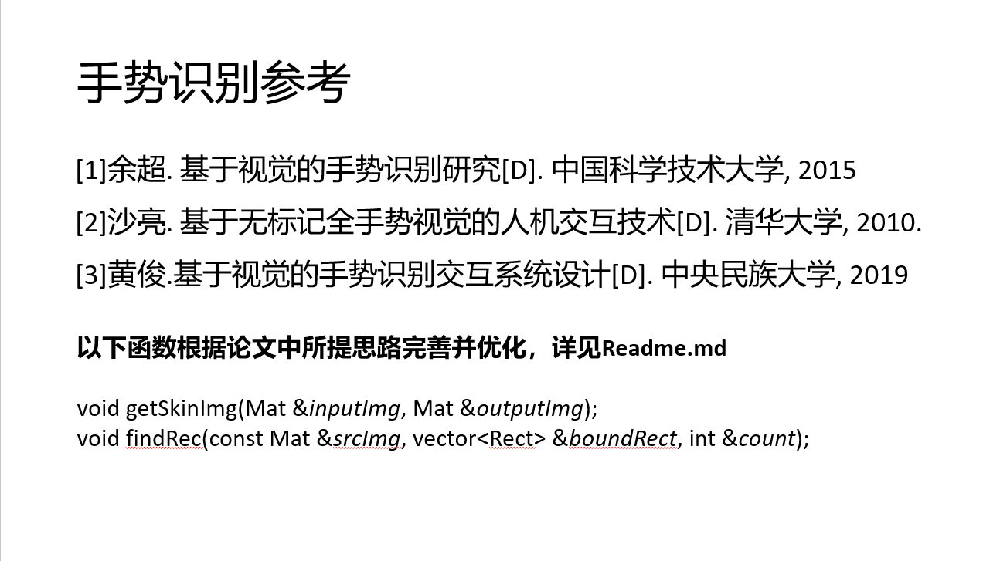 手势识别参考
[1]余超. 基于视觉的手势识别研究[D]. 中国科学技术大学, 2015
[2]沙亮. 基于无标记全手势视觉的人机交互技术[D]. 清华大学, 2010.
[3]黄俊.基于视觉的手势识别交互系统设计[D]. 中央民族大学, 2019
以下函数根据论文中所提思路完善并优化，详见Readme.md
void getSkinImg(Mat &inputImg, Mat &outputImg);
void findRec(const Mat &srcImg, vector<Rect> &boundRect, int &count);